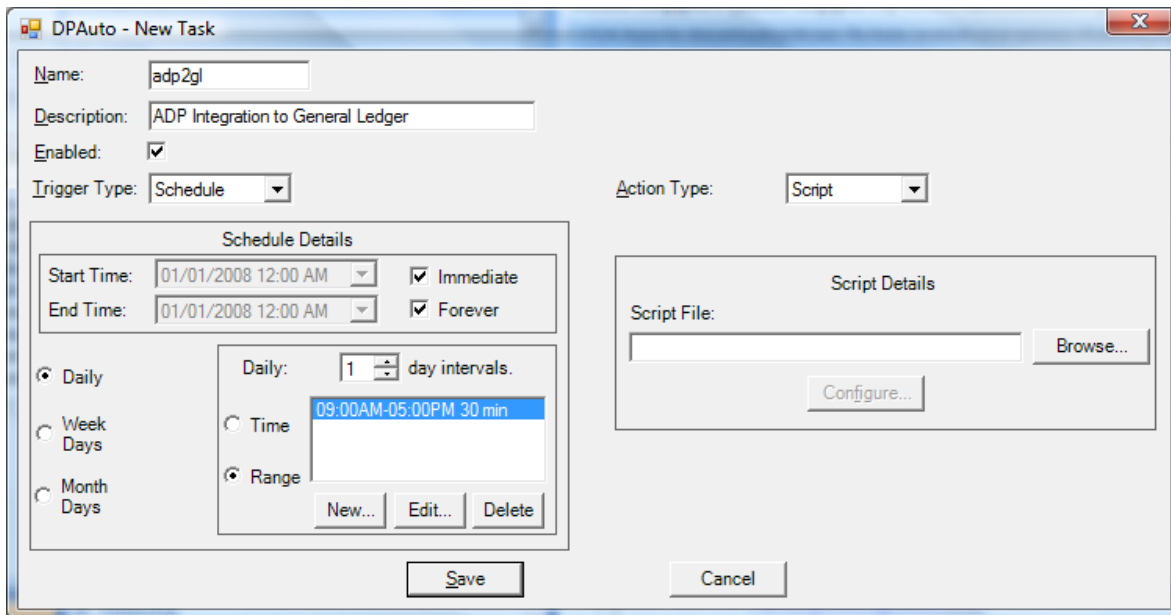 DPAuto - New Task
Name: adp2gl
Description: ADP Integration to General Ledger
Enabled:
Trigger Type: Schedule
Action Type: Script
Schedule Details
Start Time: 01/01/2008 12:00 AM Immediate
End Time: 01/01/2008 12:00 AM Forever
Daily
Week
Days
Month
Days
Daily: 1 day intervals.
Time
Range
09:00AM-05:00PM 30 min
New... Edit... Delete
Script Details
Script File:
Browse...
Configure...
Save Cancel